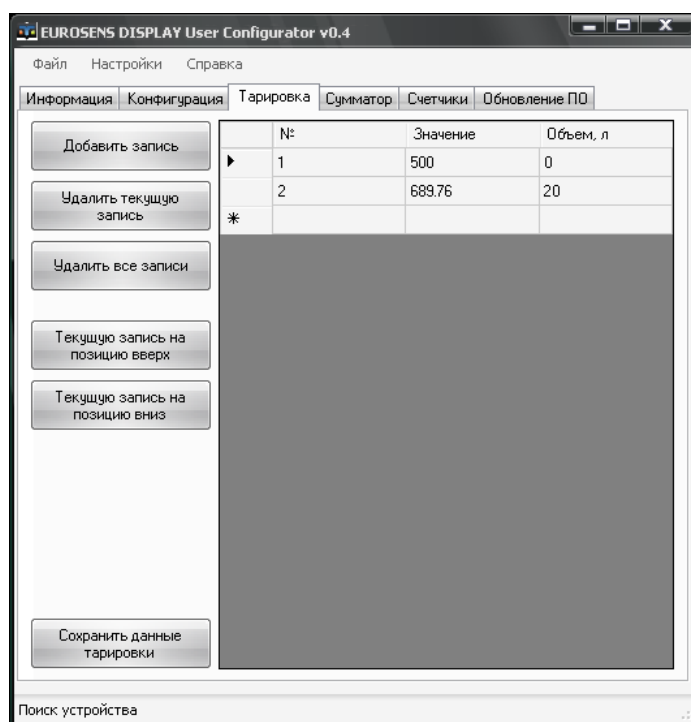 EUROSENS DISPLAY User Configurator v0.4
Файл Настройки Справка
Информация Конфигурация Тарировка Сумматор Счетчики Обновление ПО
Добавить запись
Удалить текущую
запись
Удалить все записи
Текущую запись на
позицию вверх
Текущую запись на
позицию вниз
Сохранить данные
тарировки
№ Значение Объем, л
1 500 0
2 689.76 20
Поиск устройства